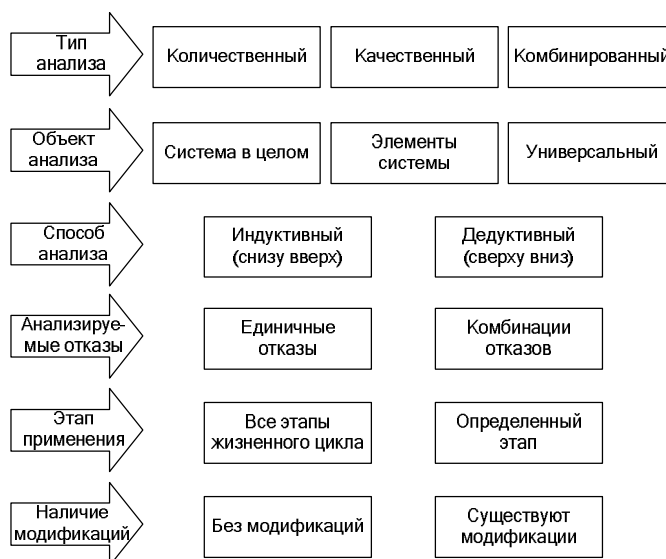 Тип
анализа
Количественный
Качественный
Комбинированный
Объект
анализа
Система в целом
Элементы
системы
Универсальный
Способ
анализа
Индуктивный
(снизу вверх)
Дедуктивный
(сверху вниз)
Анализируе-
мые отказы
Единичные
отказы
Комбинации
отказов
Этап
применения
Все этапы
жизненного цикла
Определенный
этап
Наличие
модификаций
Без модификаций
Существуют
модификации